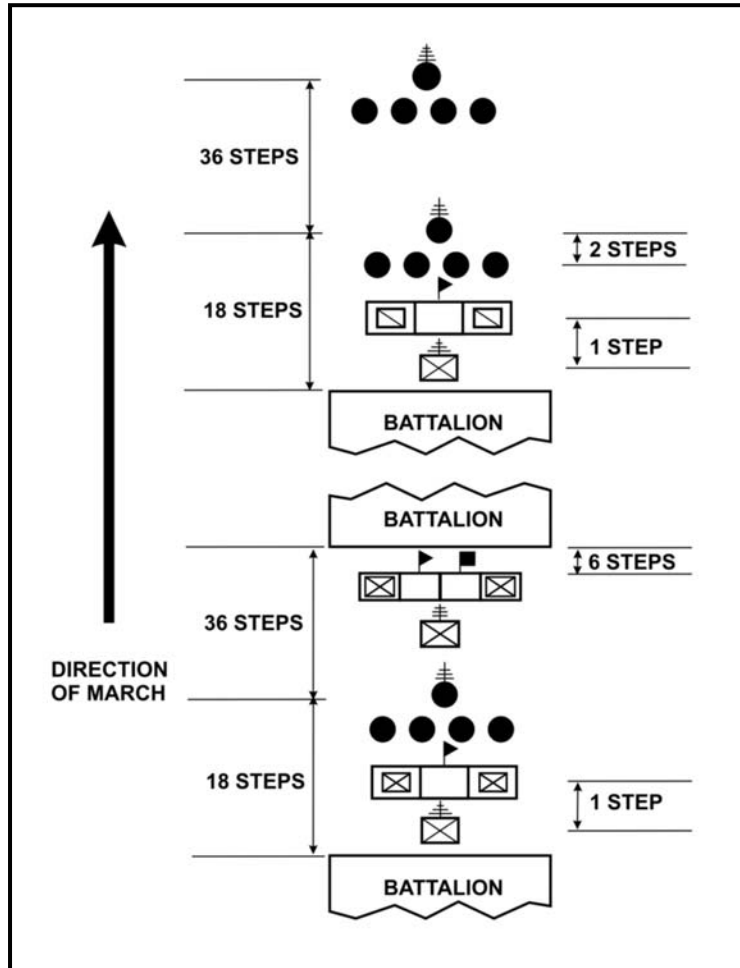 36 STEPS
2 STEPS
18 STEPS
1 STEP
BATTALION
BATTALION
6 STEPS
36 STEPS
DIRECTION
OF MARCH
18 STEPS
1 STEP
BATTALION